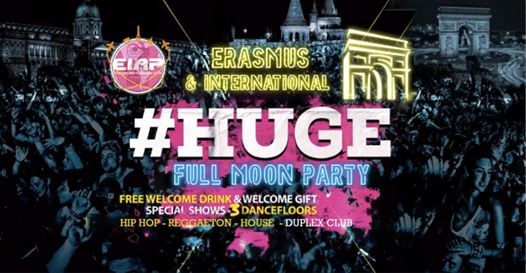 EIAP
ERASMUS
& INTERNATIONAL
#HUGE
FULL MOON PARTY
FREE WELCOME DRINK & WELCOME GIFT
SPECIAL SHOWS 3 DANCEFLOORS
HIP HOP - REGGAETON - HOUSE - DUPLEX CLUB